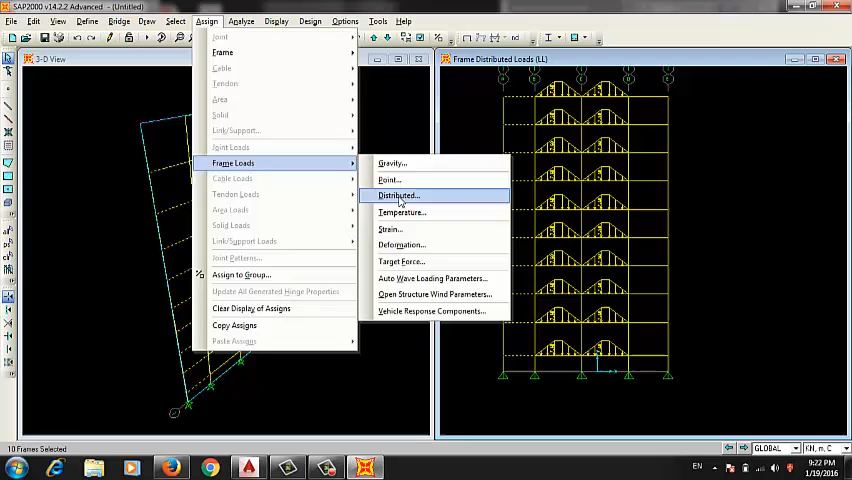 SAP2000 v14.2.2 Advanced - (Untitled)
File Edit View Define Bridge Draw Select Assign Analyze Display Design Options Tools Help
3-D View
Frame Distributed Loads (LL)
Joint
Frame
Cable
Tendon
Area
Solid
Link/Support...
Joint Loads
Frame Loads
Cable Loads
Tendon Loads
Area Loads
Solid Loads
Link/Support Loads
Joint Patterns...
Assign to Group...
Update All Generated Hinge Properties
Clear Display of Assigns
Copy Assigns
Paste Assigns
Gravity...
Point...
Distributed...
Temperature...
Strain...
Deformation...
Target Force...
Auto Wave Loading Parameters...
Open Structure Wind Parameters...
Vehicle Response Components...
10 Frames Selected
GLOBAL
KN, m, C
EN
9:22 PM
1/19/2016